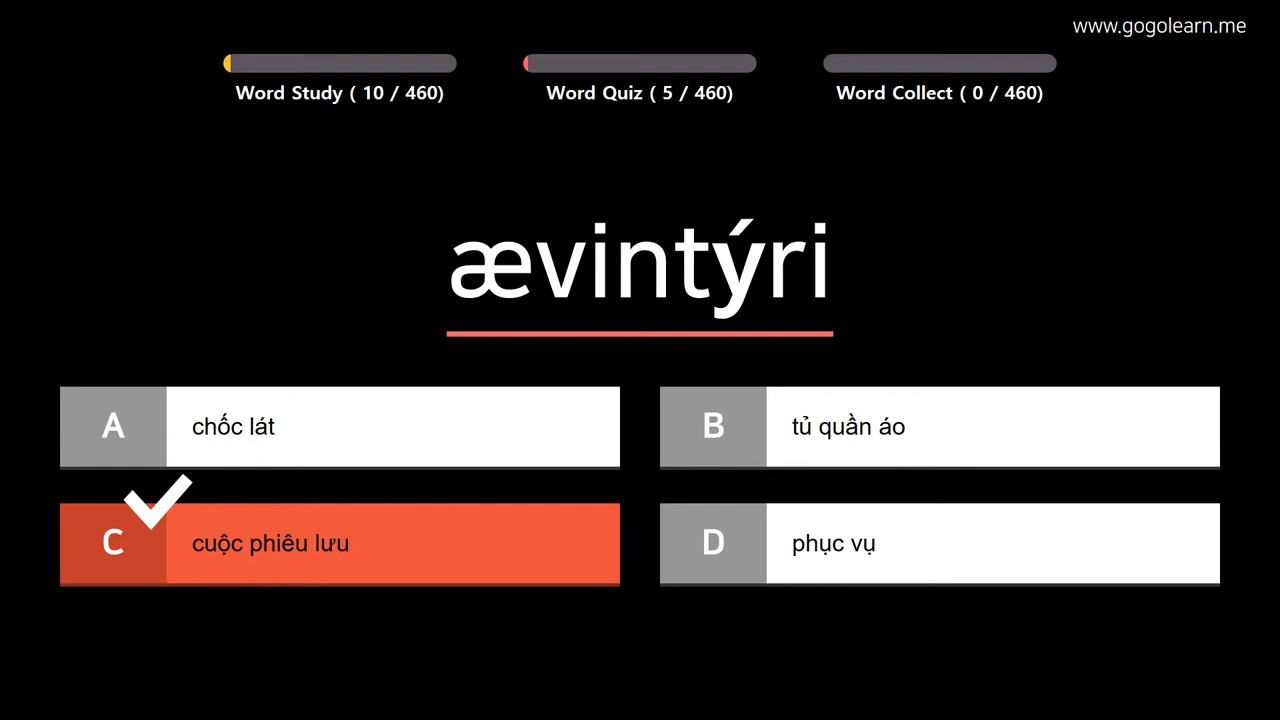 www.gogolearn.me
Word Study ( 10 / 460)
Word Quiz ( 5 / 460)
Word Collect ( 0 / 460)
ævintýri
A chốc lát
B tủ quần áo
C cuộc phiêu lưu
D phục vụ